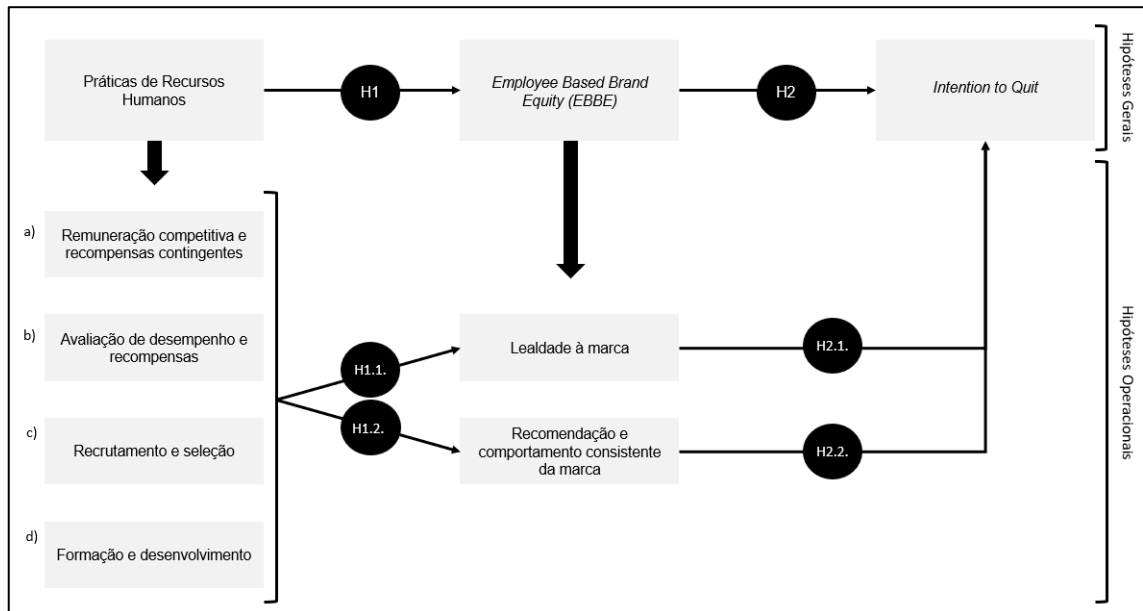 Práticas de Recursos
Humanos
H1
Employee Based Brand
Equity (EBBE)
H2
Intention to Quit
Hipóteses Gerais
a)
Remuneração competitiva e
recompensas contingentes
b)
Avaliação de desempenho e
recompensas
c)
Recrutamento e seleção
d)
Formação e desenvolvimento
H1.1.
H1.2.
Lealdade à marca
Recomendação e
comportamento consistente
da marca
H2.1.
H2.2.
Hipóteses Operacionais